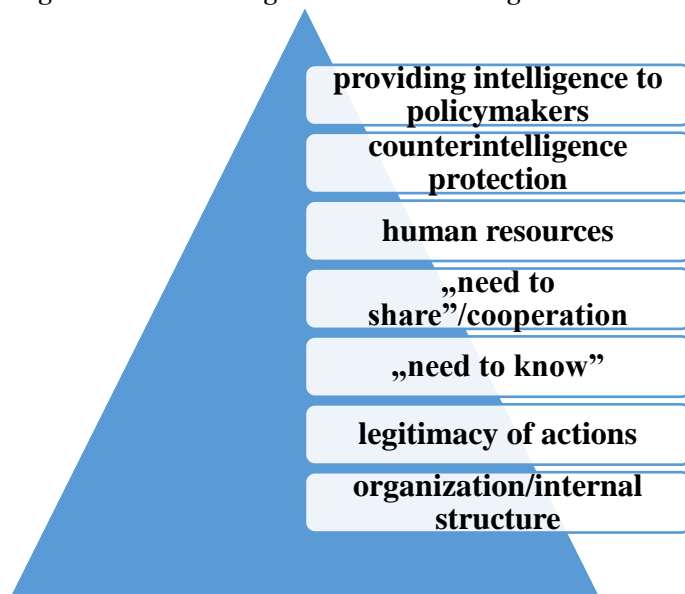 providing intelligence to
policymakers
counterintelligence
protection
human resources
„need to
share”/cooperation
„need to know”
legitimacy of actions
organization/internal
structure